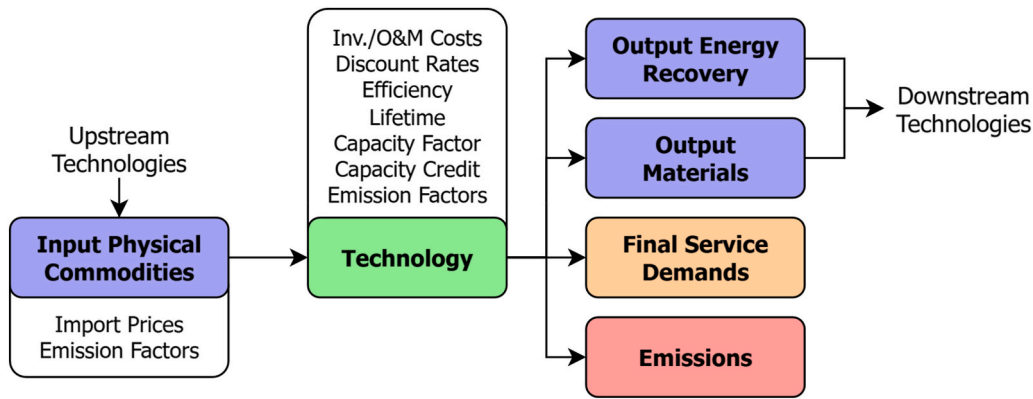 Upstream
Technologies
Input Physical
Commodities
Import Prices
Emission Factors
Inv./O&M Costs
Discount Rates
Efficiency
Lifetime
Capacity Factor
Capacity Credit
Emission Factors
Technology
Output Energy
Recovery
Output
Materials
Final Service
Demands
Emissions
Downstream
Technologies